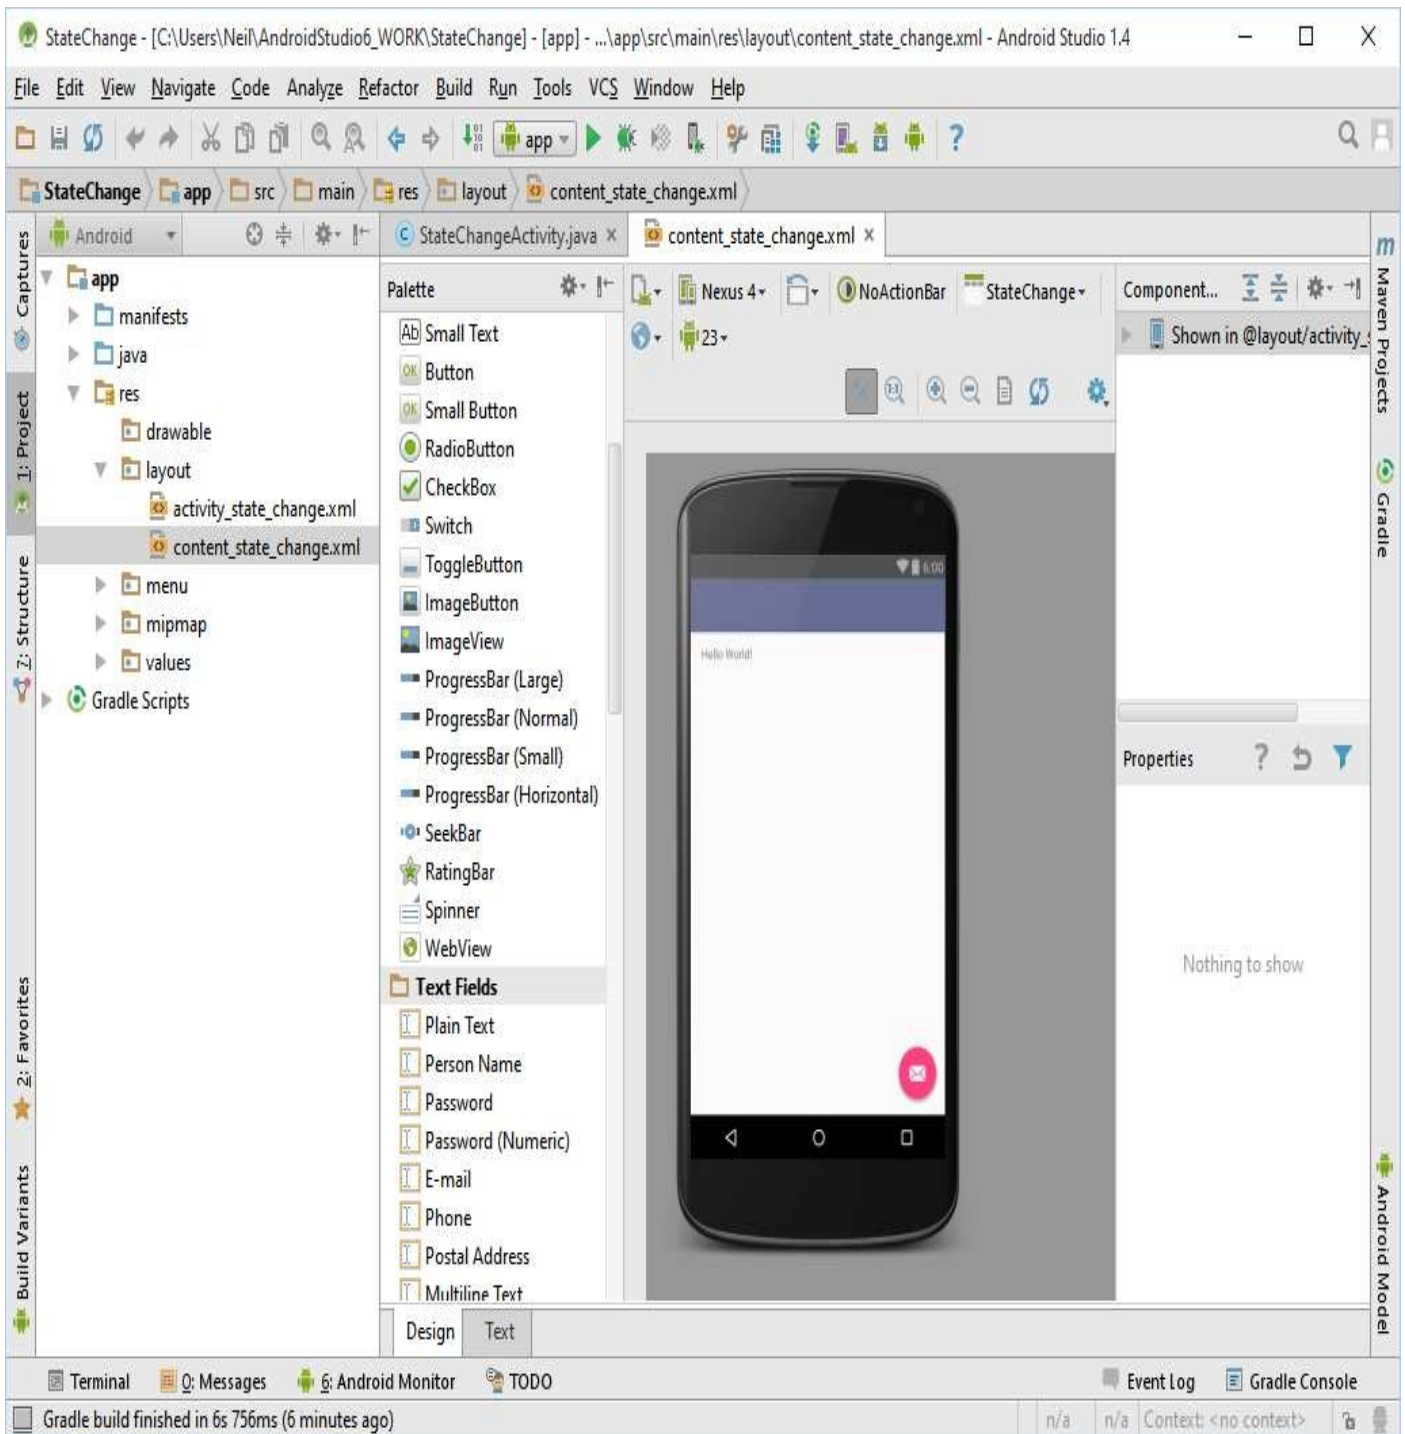 StateChange - [C:\Users\Neil\AndroidStudio6_WORK\StateChange] - [app] - ...\app\src\main\res\layout\content_state_change.xml - Android Studio 1.4
File Edit View Navigate Code Analyze Refactor Build Run Tools VCS Window Help
app
StateChange app src main res layout content_state_change.xml
Android
StateChangeActivity.java
content_state_change.xml
Captures
1: Project
7: Structure
2: Favorites
Build Variants
app
manifests
java
res
drawable
layout
activity_state_change.xml
content_state_change.xml
menu
mipmap
values
Gradle Scripts
Palette
Small Text
Button
Small Button
RadioButton
CheckBox
Switch
ToggleButton
ImageButton
ImageView
ProgressBar (Large)
ProgressBar (Normal)
ProgressBar (Small)
ProgressBar (Horizontal)
SeekBar
RatingBar
Spinner
WebView
Text Fields
Plain Text
Person Name
Password
Password (Numeric)
E-mail
Phone
Postal Address
Multiline Text
Nexus 4 NoActionBar StateChange
23
6:00
Hello World!
Component...
Shown in @layout/activity_s
Properties
Nothing to show
Maven Projects
Gradle
Android Model
Design Text
Terminal 0: Messages 6: Android Monitor TODO Event Log Gradle Console
Gradle build finished in 6s 756ms (6 minutes ago) n/a n/a Context: <no context>